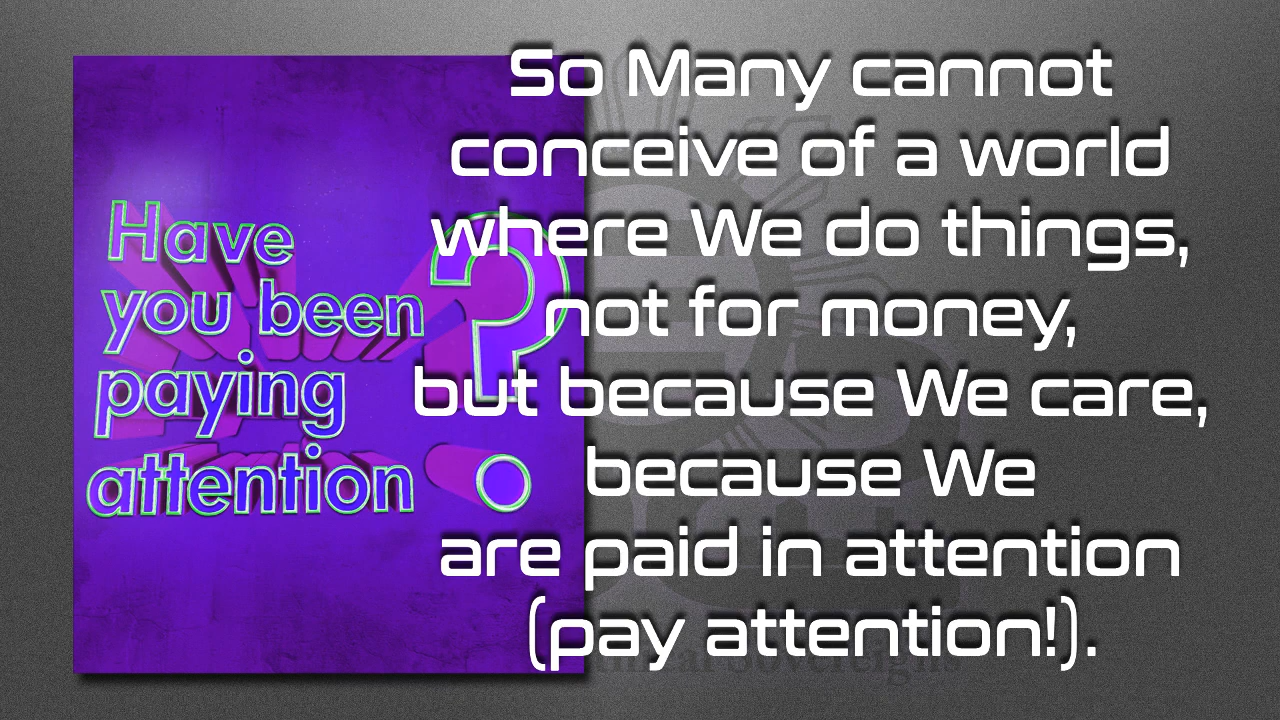 Have
you been
paying
attention
?
So Many cannot
conceive of a world
where We do things,
not for money,
but because We care,
because We
are paid in attention
(pay attention!).